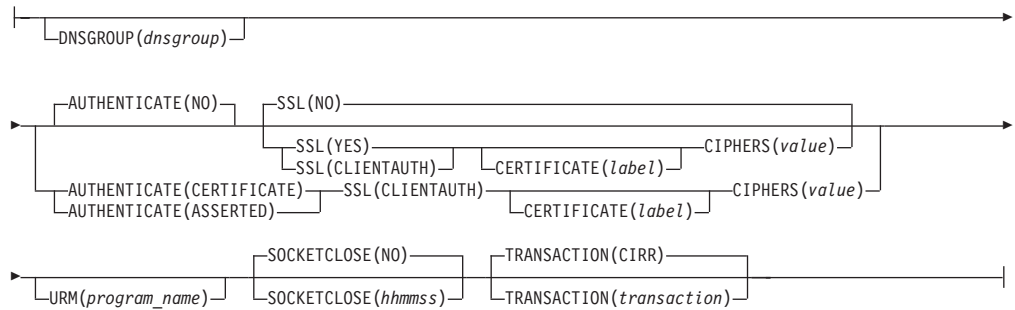 DNSGROUP(dnsgroup)
AUTHENTICATE(NO) SSL(NO)
SSL(YES) CIPHERS(value)
SSL(CLIENTAUTH) CERTIFICATE(label)
AUTHENTICATE(CERTIFICATE) SSL(CLIENTAUTH) CIPHERS(value)
AUTHENTICATE(ASSERTED) CERTIFICATE(label)
SOCKETCLOSE(NO) TRANSACTION(CIRR)
URM(program_name) SOCKETCLOSE(hhmmss) TRANSACTION(transaction)